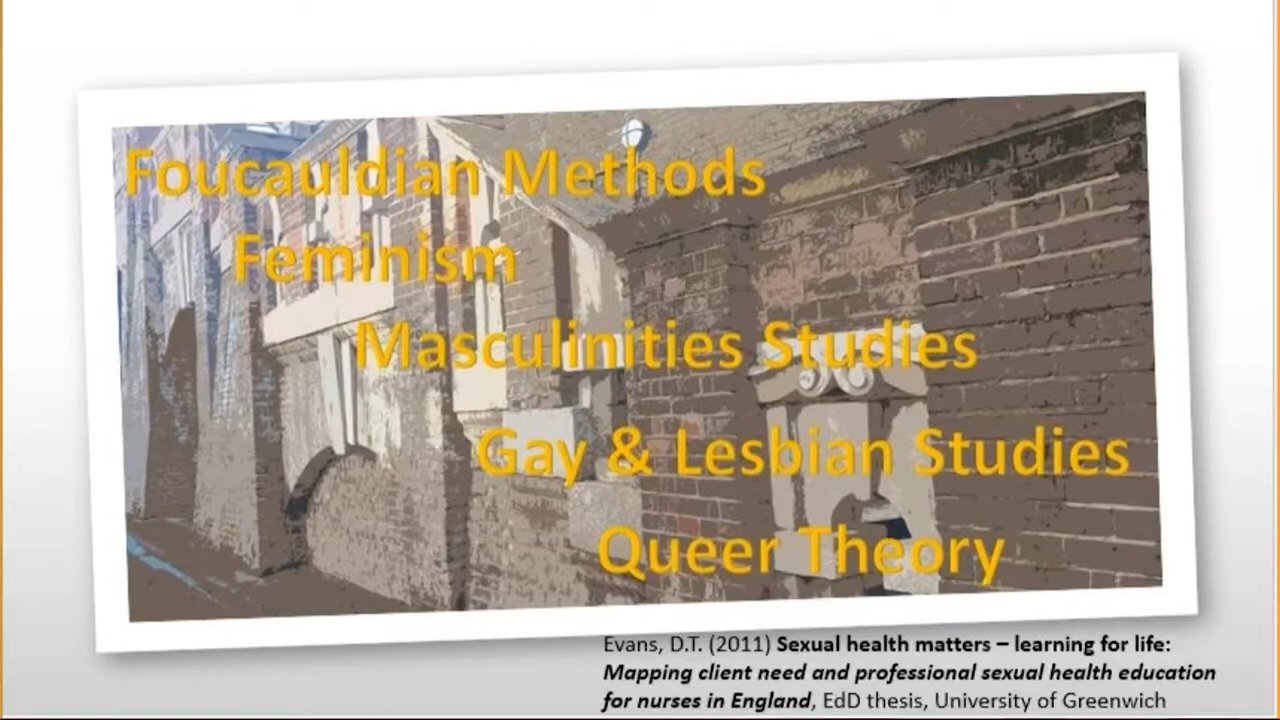 Foucauldian Methods
Feminism
Masculinities Studies
Gay & Lesbian Studies
Queer Theory
Evans, D.T. (2011) Sexual health matters – learning for life:
Mapping client need and professional sexual health education
for nurses in England, EdD thesis, University of Greenwich